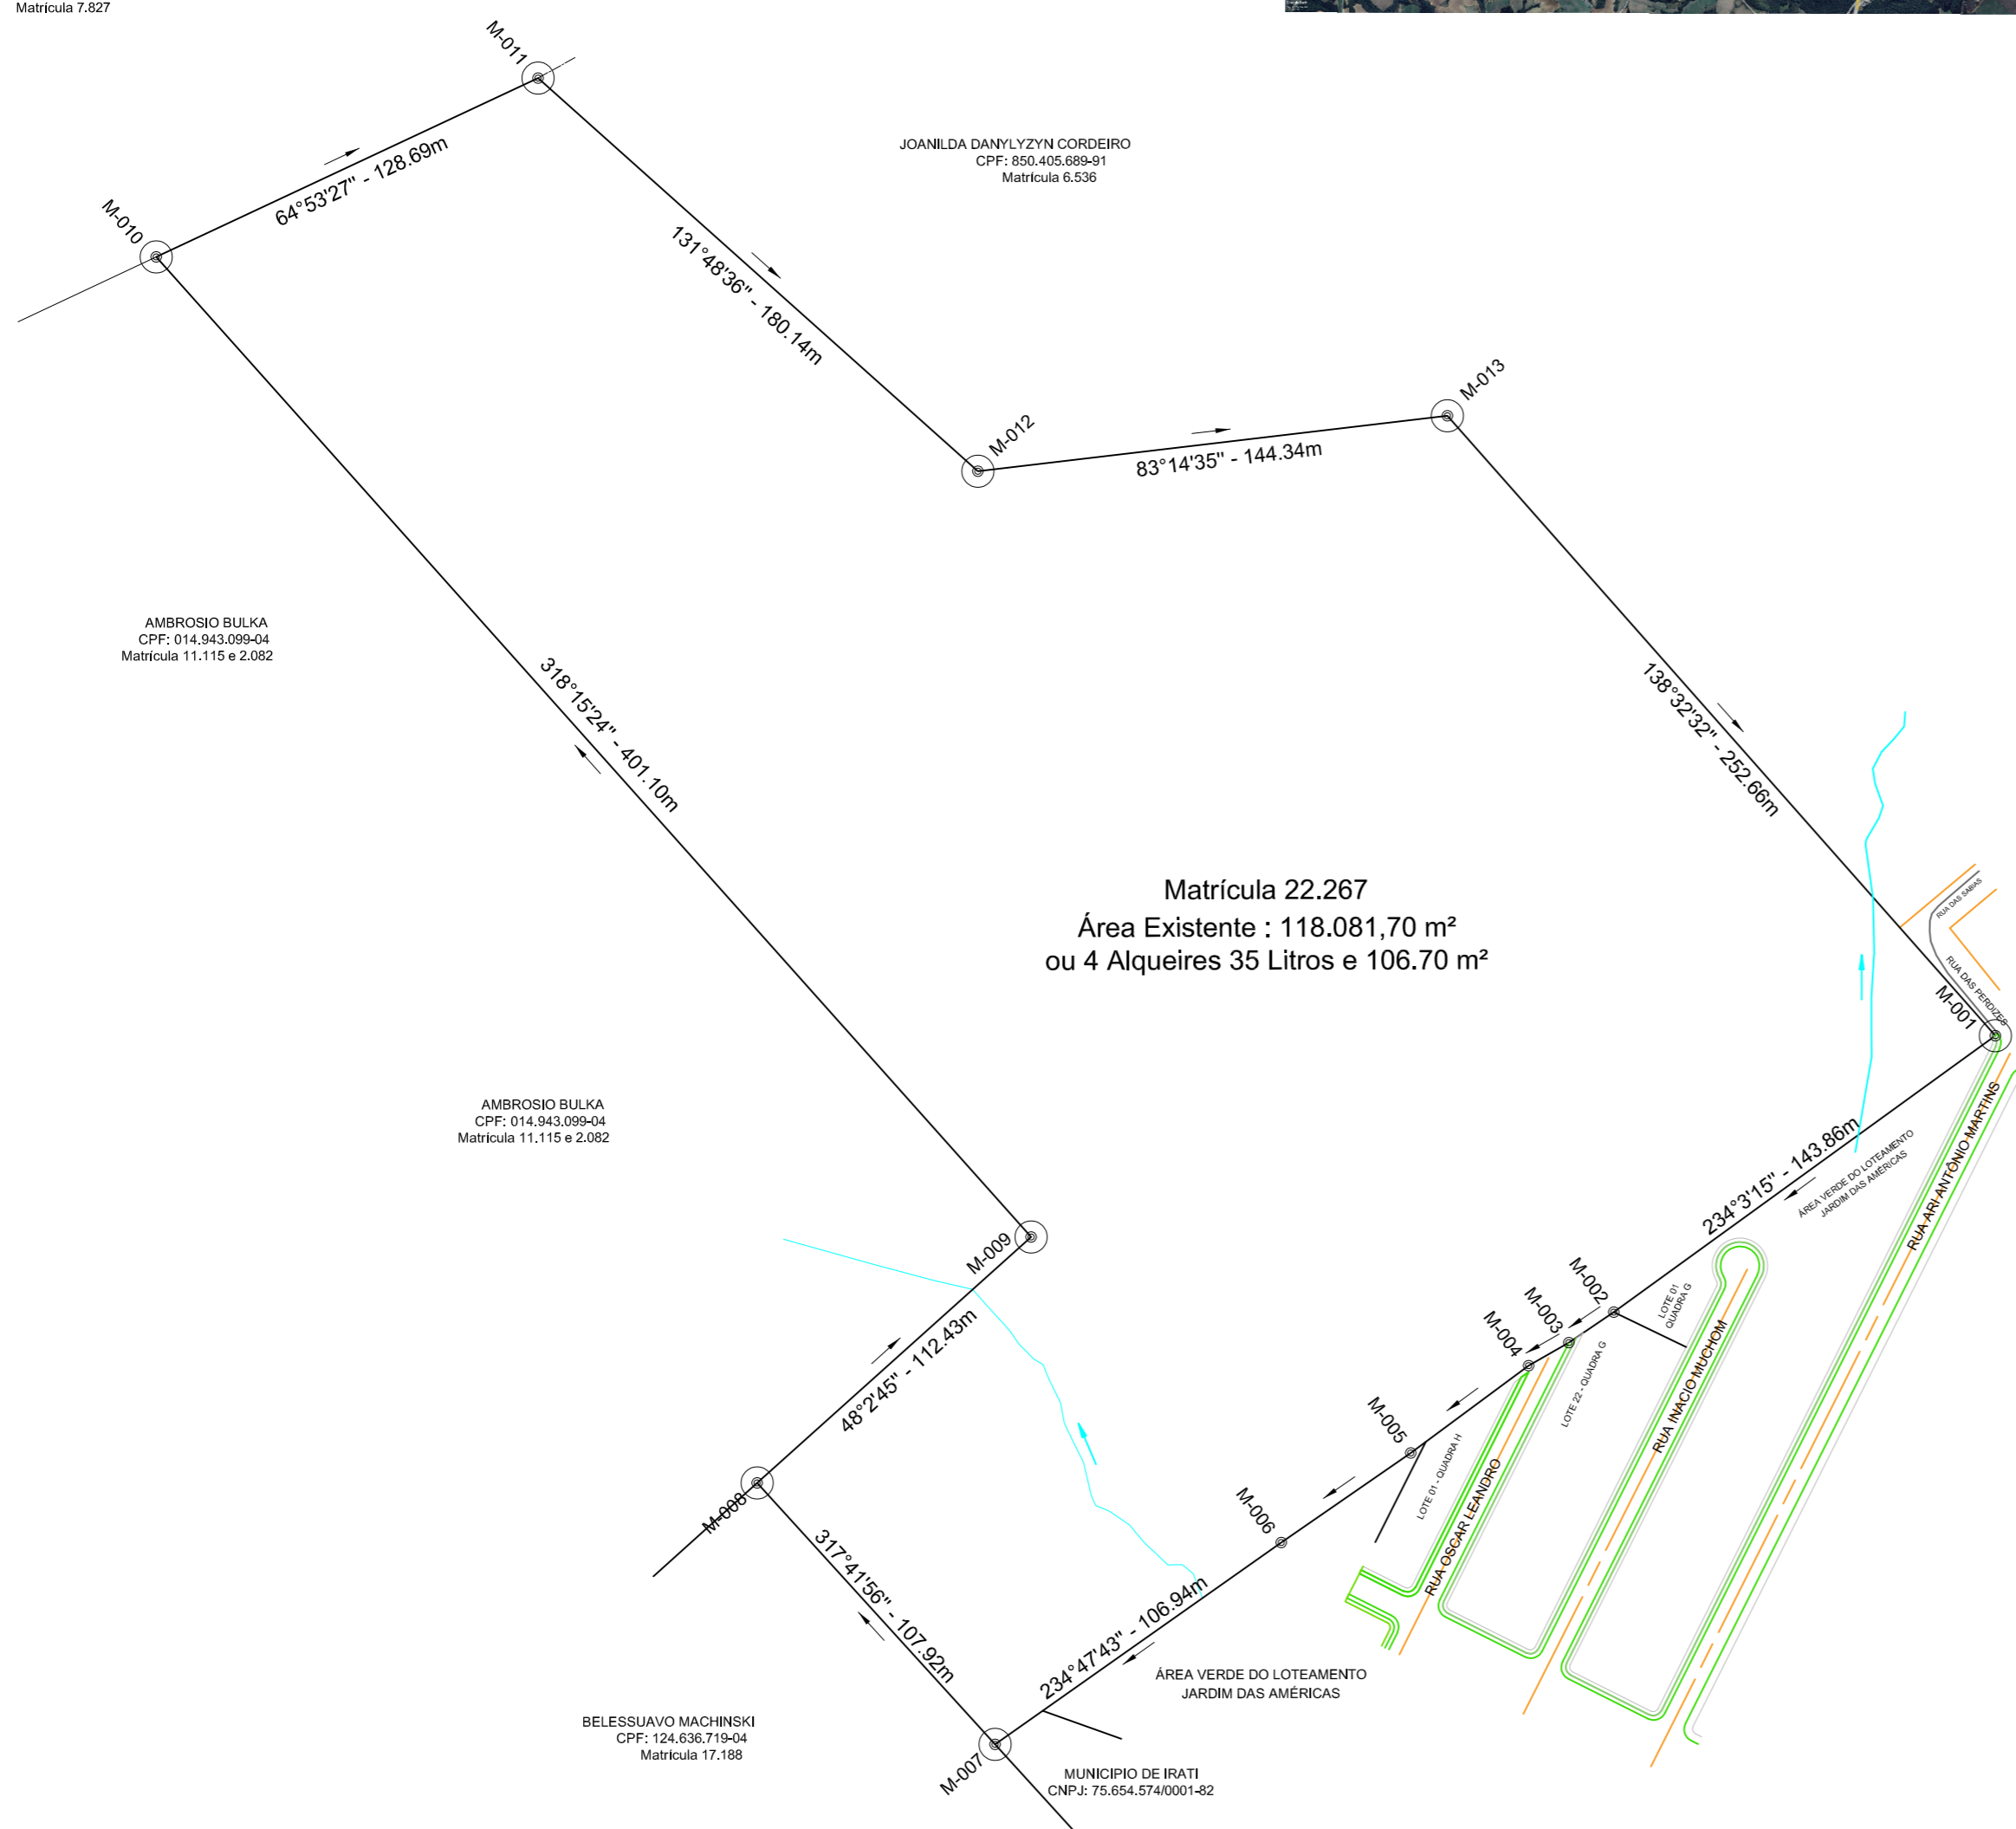 Matrícula 7.827
M-011
JOANILDA DANYLYZYN CORDEIRO
CPF: 850.405.689-91
Matrícula 6.536
64°53'27" - 128.69m
M-010
131°48'36" - 180.14m
M-013
M-012
83°14'35" - 144.34m
AMBROSIO BULKA
CPF: 014.943.099-04
Matrícula 11.115 e 2.082
318°15'24" - 401.10m
138°32'32" - 252.66m
Matrícula 22.267
Área Existente : 118.081,70 m²
ou 4 Alqueires 35 Litros e 106.70 m²
RUA DAS SABIAS
RUA DAS PERDIZES
M-001
AMBROSIO BULKA
CPF: 014.943.099-04
Matrícula 11.115 e 2.082
234°3'15" - 143.86m
ÁREA VERDE DO LOTEAMENTO
JARDIM DAS AMÉRICAS
RUA ARI ANTÔNIO MARTINS
M-009
M-002
LOTE 01
QUADRA G
M-003
M-004
LOTE 22 - QUADRA G
RUA INACIO MUCHOM
48°2'45" - 112.43m
M-005
LOTE 01 - QUADRA H
RUA OSCAR LEANDRO
M-008
M-006
317°41'56" - 107.92m
234°47'43" - 106.94m
ÁREA VERDE DO LOTEAMENTO
JARDIM DAS AMÉRICAS
BELESSUAVO MACHINSKI
CPF: 124.636.719-04
Matrícula 17.188
M-007
MUNICIPIO DE IRATI
CNPJ: 75.654.574/0001-82